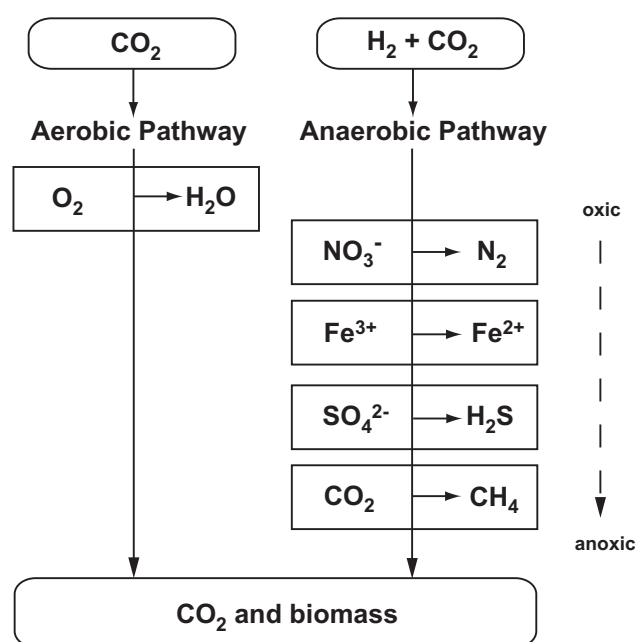 CO₂
H₂ + CO₂
Aerobic Pathway
Anaerobic Pathway
O₂
H₂O
oxic
NO₃⁻
N₂
Fe³⁺
Fe²⁺
SO₄²⁻
H₂S
CO₂
CH₄
anoxic
CO₂ and biomass